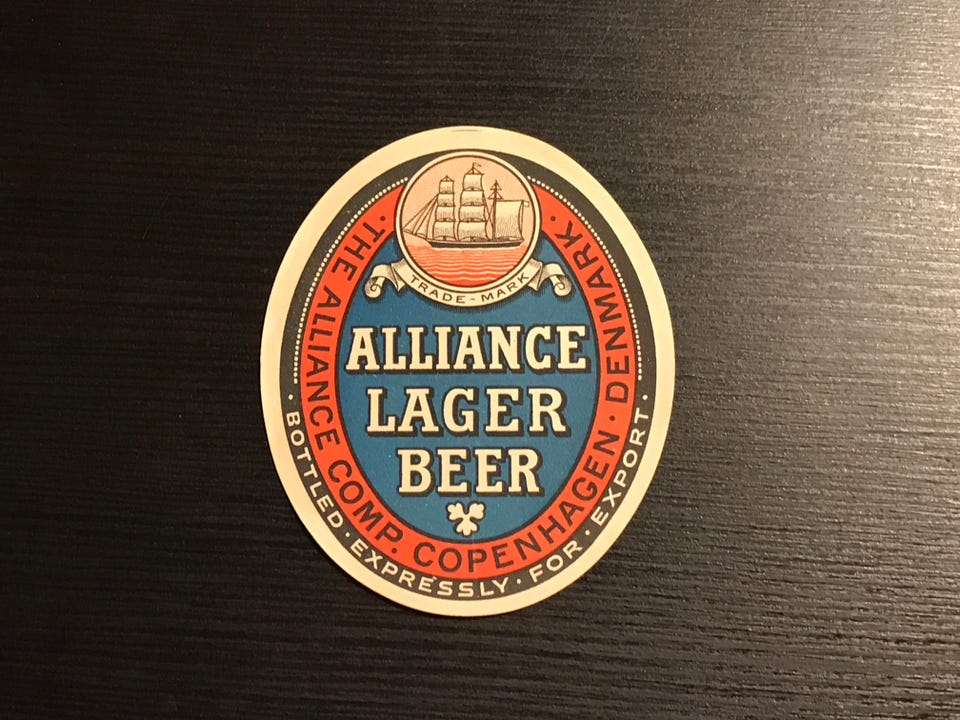 TRADE-MARK
ALLIANCE
LAGER
BEER
· THE ALLIANCE COMP. COPENHAGEN · DENMARK ·
· BOTTLED · EXPRESSLY · FOR · EXPORT ·